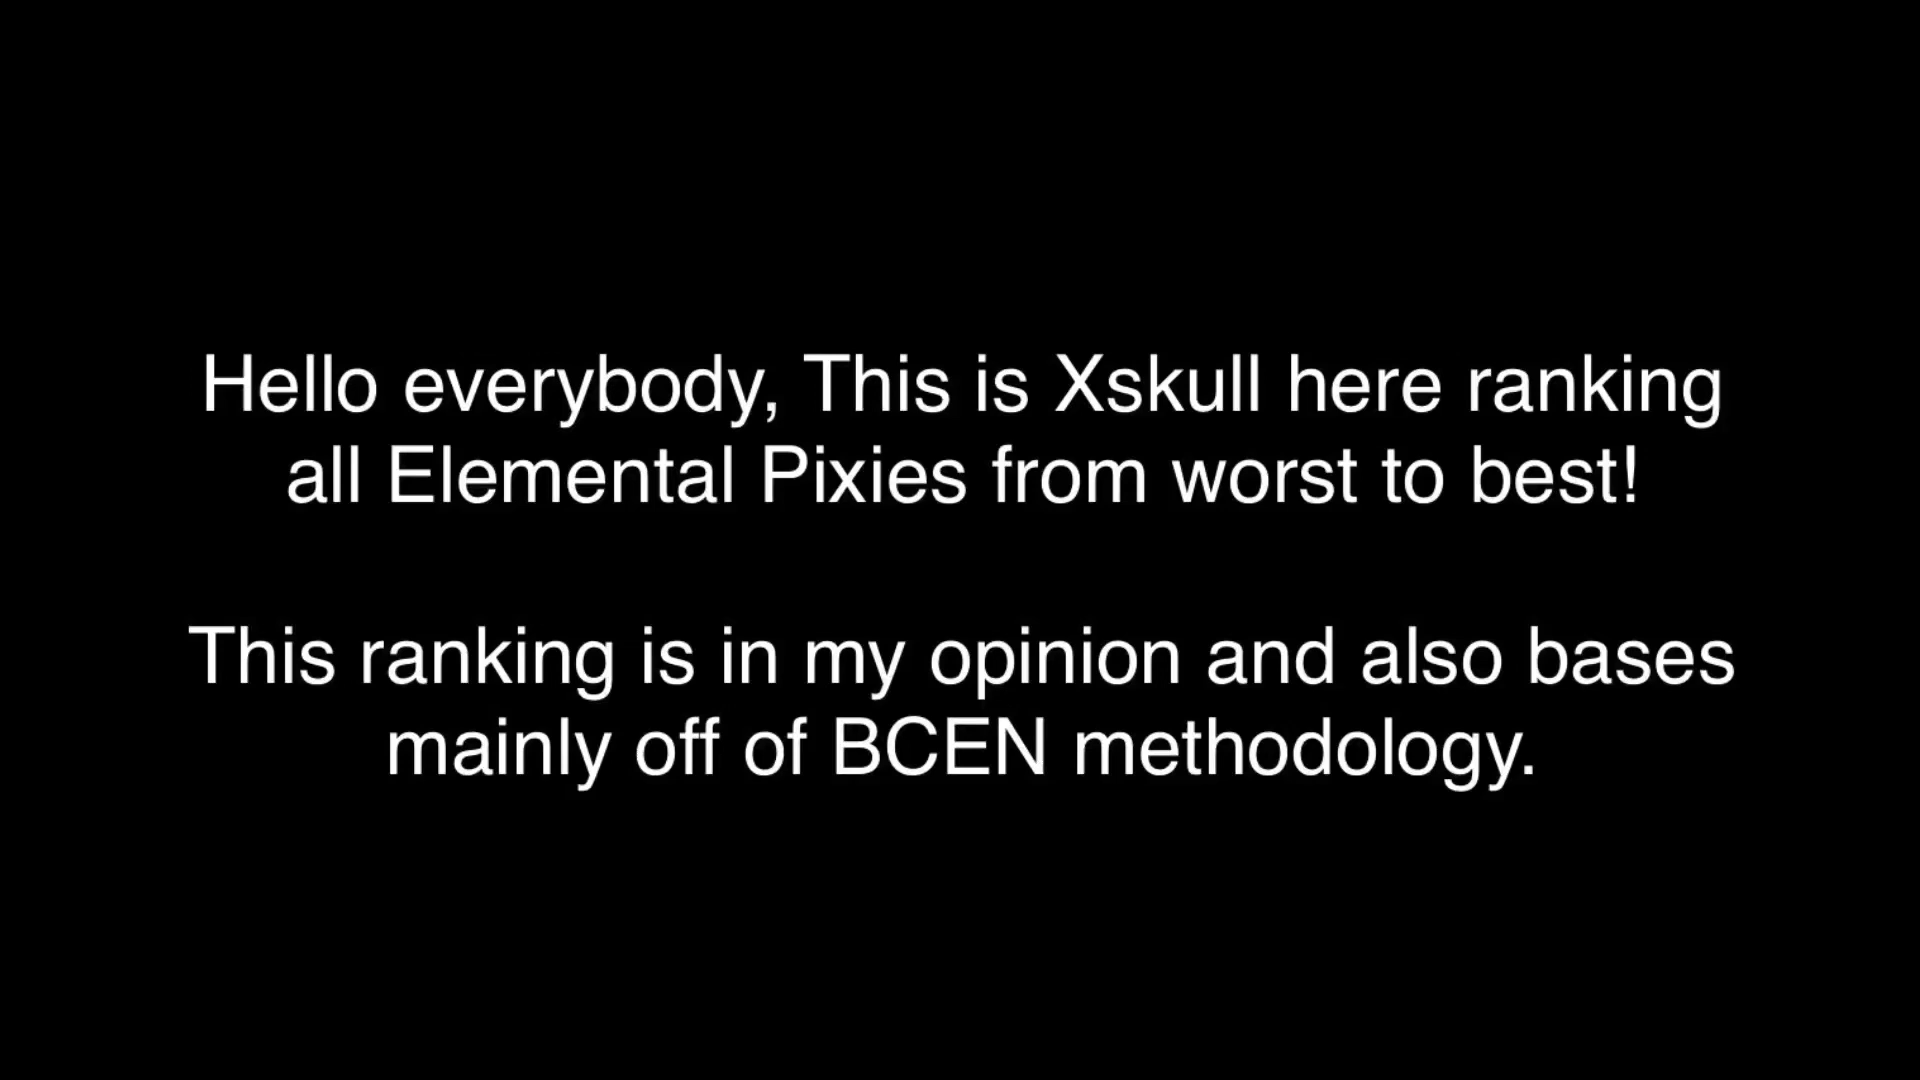 Hello everybody, This is Xskull here ranking
all Elemental Pixies from worst to best!
This ranking is in my opinion and also bases
mainly off of BCEN methodology.